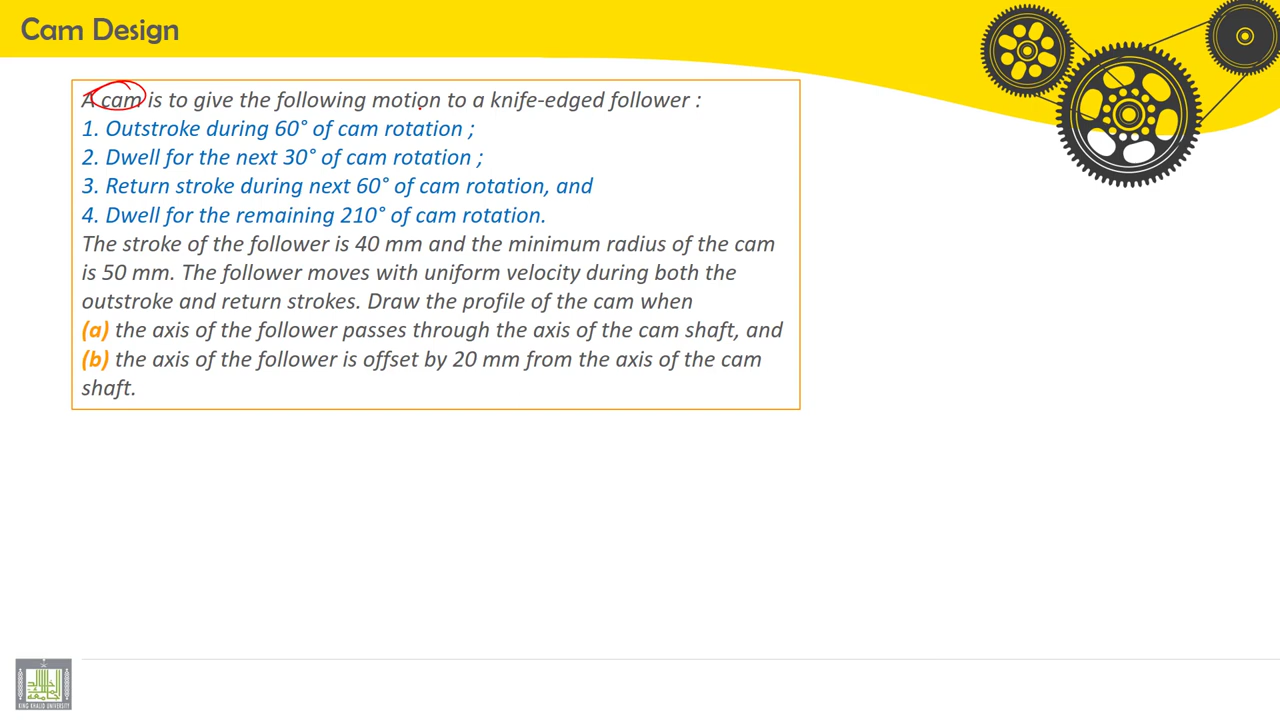 Cam Design
A cam is to give the following motion to a knife-edged follower :
1. Outstroke during 60° of cam rotation ;
2. Dwell for the next 30° of cam rotation ;
3. Return stroke during next 60° of cam rotation, and
4. Dwell for the remaining 210° of cam rotation.
The stroke of the follower is 40 mm and the minimum radius of the cam
is 50 mm. The follower moves with uniform velocity during both the
outstroke and return strokes. Draw the profile of the cam when
(a) the axis of the follower passes through the axis of the cam shaft, and
(b) the axis of the follower is offset by 20 mm from the axis of the cam
shaft.
KING KHALID UNIVERSITY